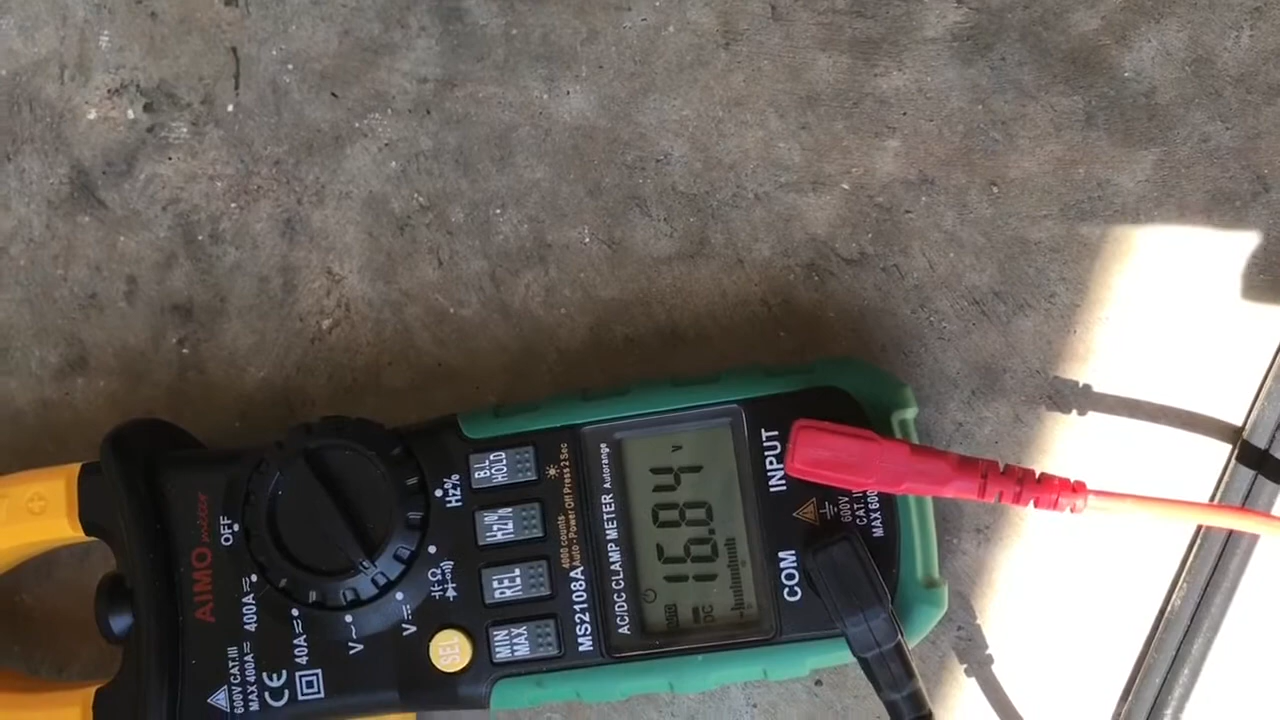 AIMOmeter
600V CAT.III
MAX 400A
CE
OFF
400A
40A
V
V
Hz%
SEL
B.L
HOLD
Hz/%
REL
MIN
MAX
4000 counts
Auto-Power Off Press 2 Sec
MS2108A
AC/DC CLAMP METER Autorange
16.84 V
DC
INPUT
COM
600V